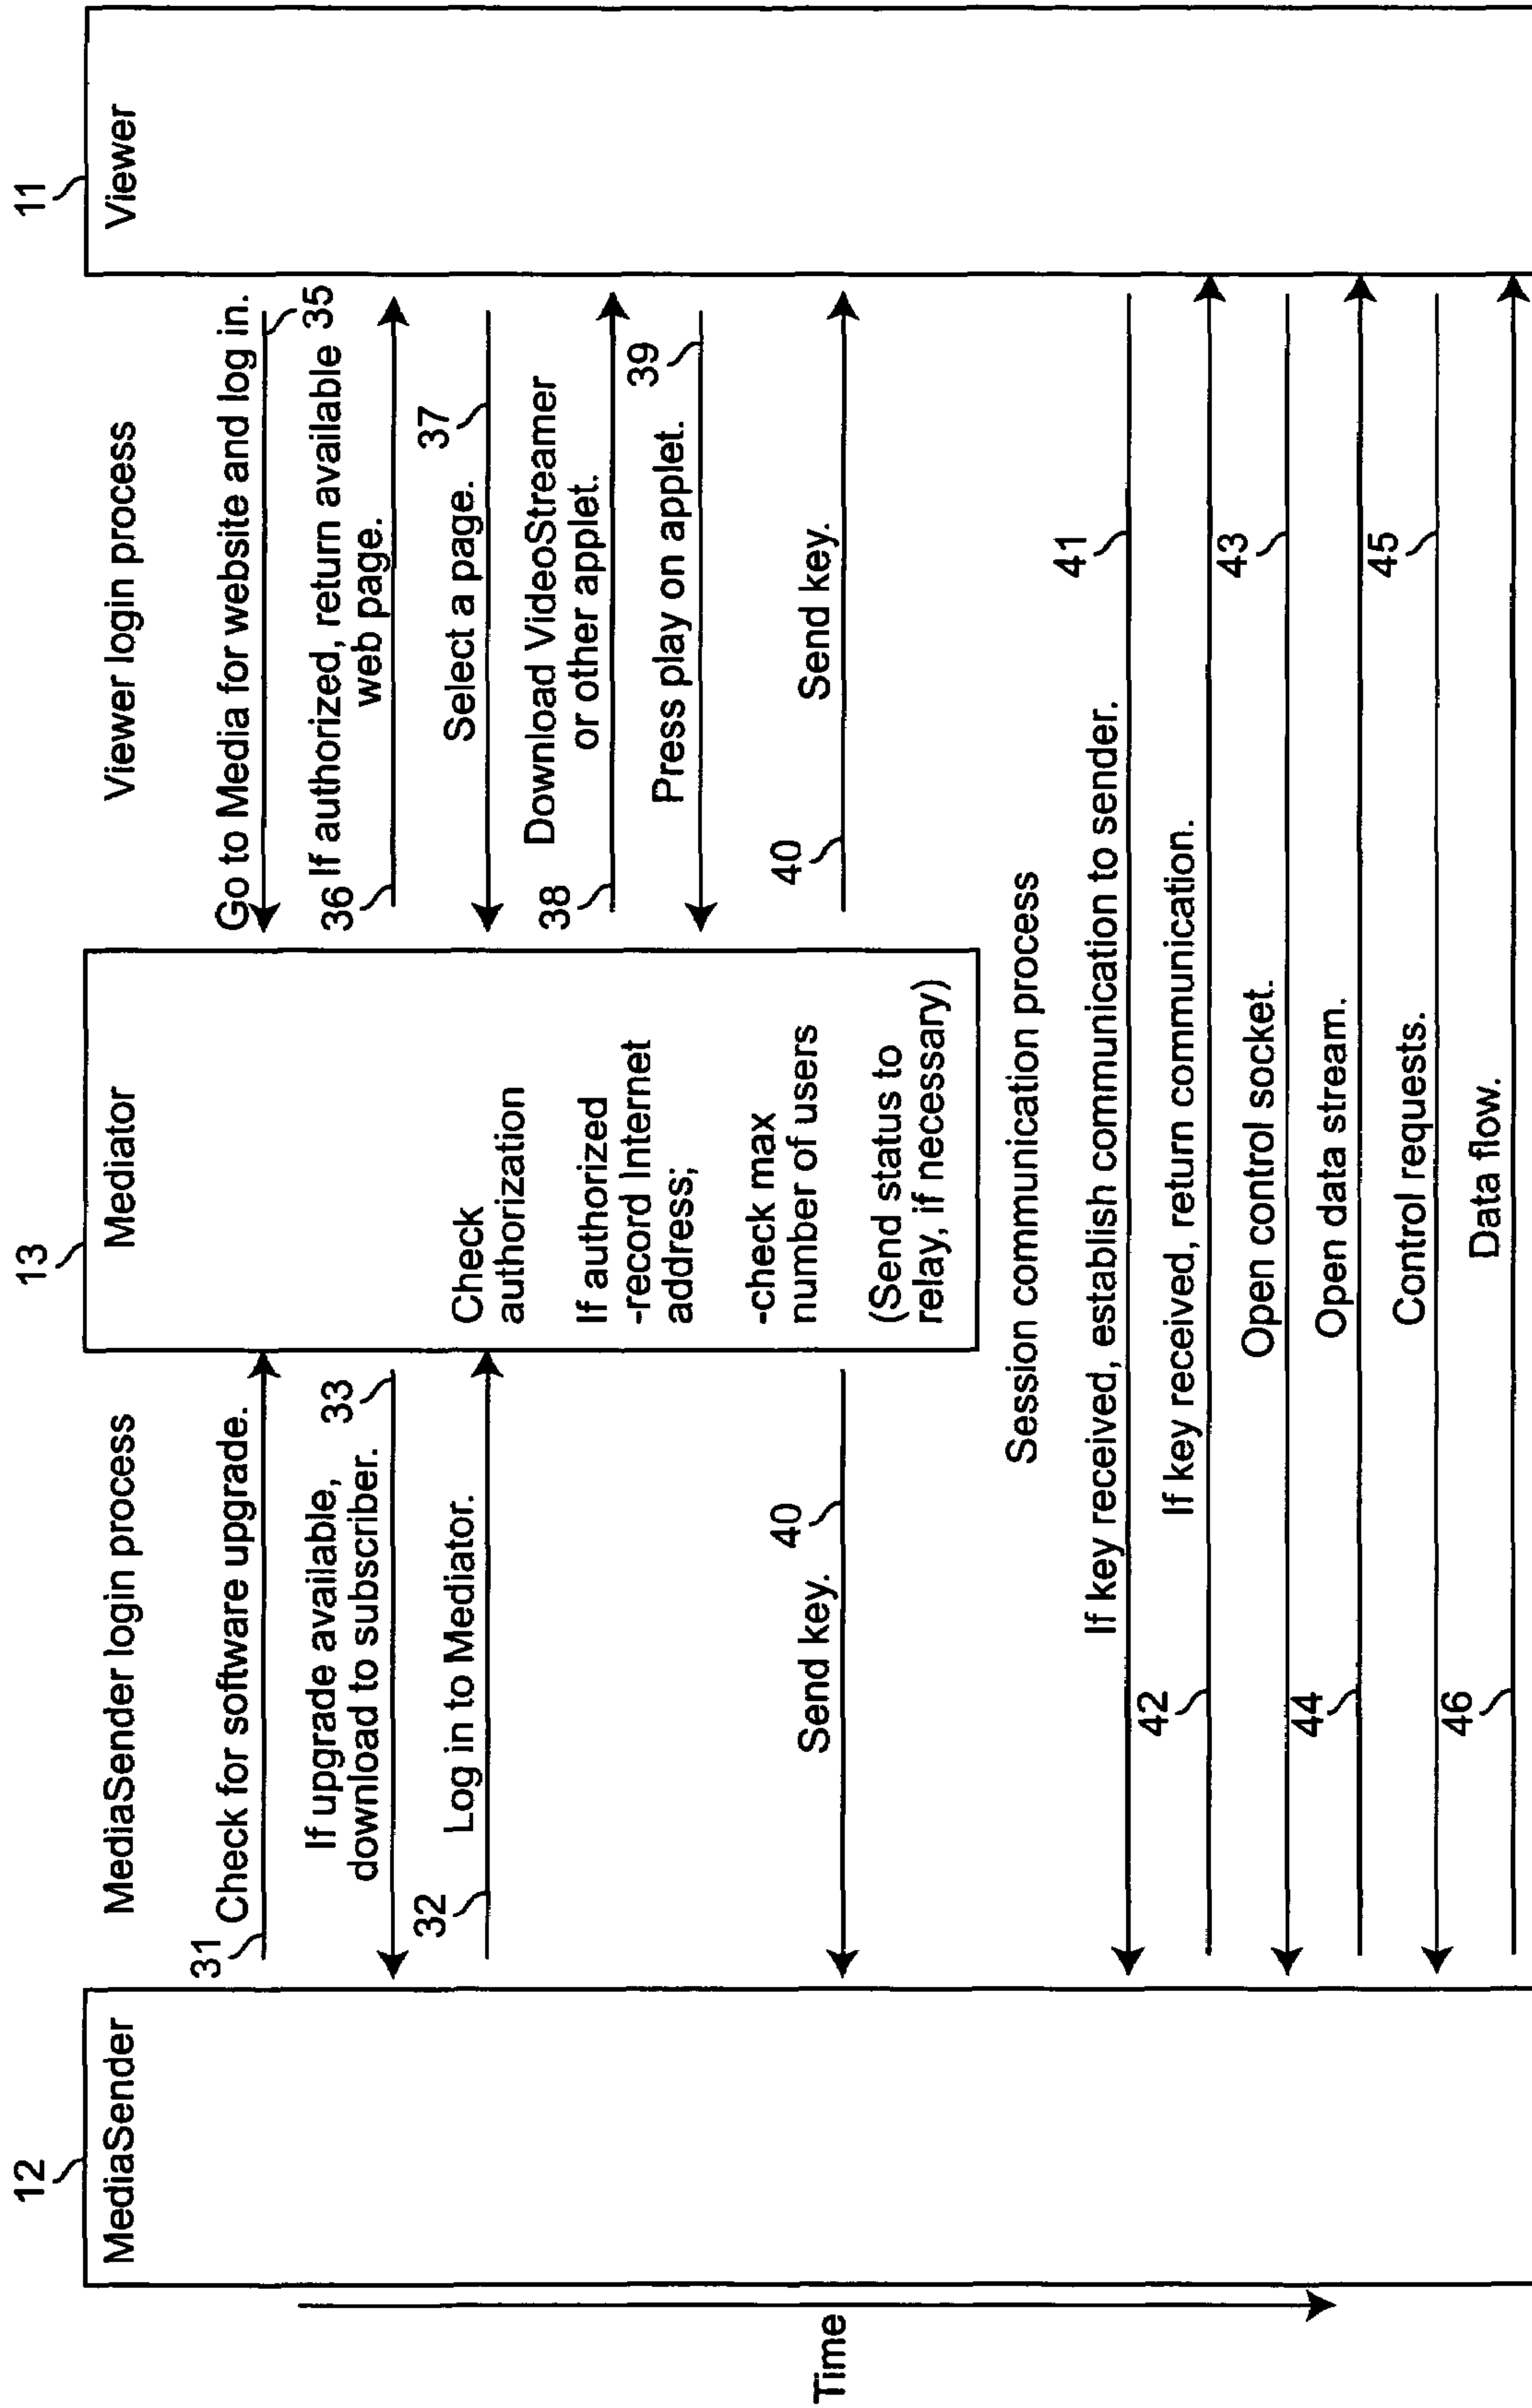 12
MediaSender
13
Mediator
11
Viewer
Time
MediaSender login process
31
Check for software upgrade.
If upgrade available,
download to subscriber.
33
32
Log in to Mediator.
Send key.
40
Check
authorization
If authorized
-record Internet
address;
-check max
number of users
(Send status to
relay, if necessary)
Viewer login process
Go to Media for website and log in.
35
36
If authorized, return available
web page.
Select a page.
37
38
Download VideoStreamer
or other applet.
Press play on applet.
39
40
Send key.
Session communication process
If key received, establish communication to sender.
41
42
If key received, return communication.
Open control socket.
43
44
Open data stream.
Control requests.
45
46
Data flow.